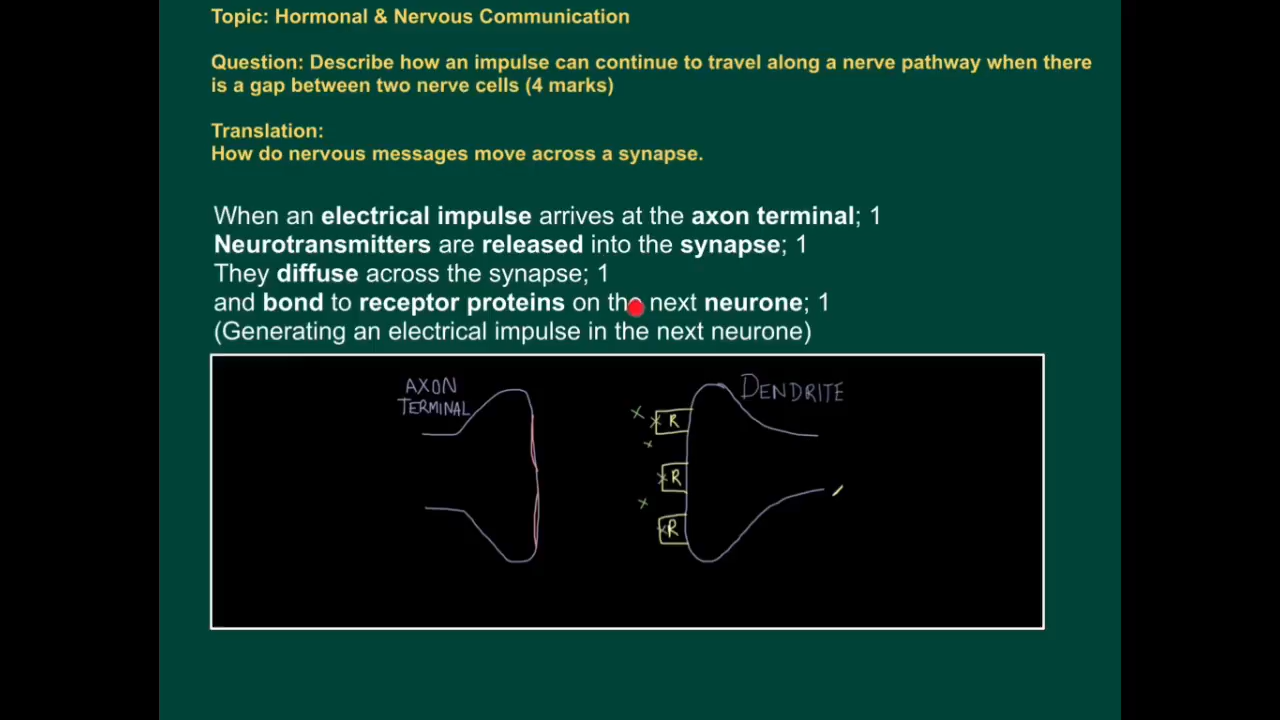 Topic: Hormonal & Nervous Communication
Question: Describe how an impulse can continue to travel along a nerve pathway when there
is a gap between two nerve cells (4 marks)
Translation:
How do nervous messages move across a synapse.
When an electrical impulse arrives at the axon terminal; 1
Neurotransmitters are released into the synapse; 1
They diffuse across the synapse; 1
and bond to receptor proteins on the next neurone; 1
(Generating an electrical impulse in the next neurone)
AXON
TERMINAL
DENDRITE
R
R
R